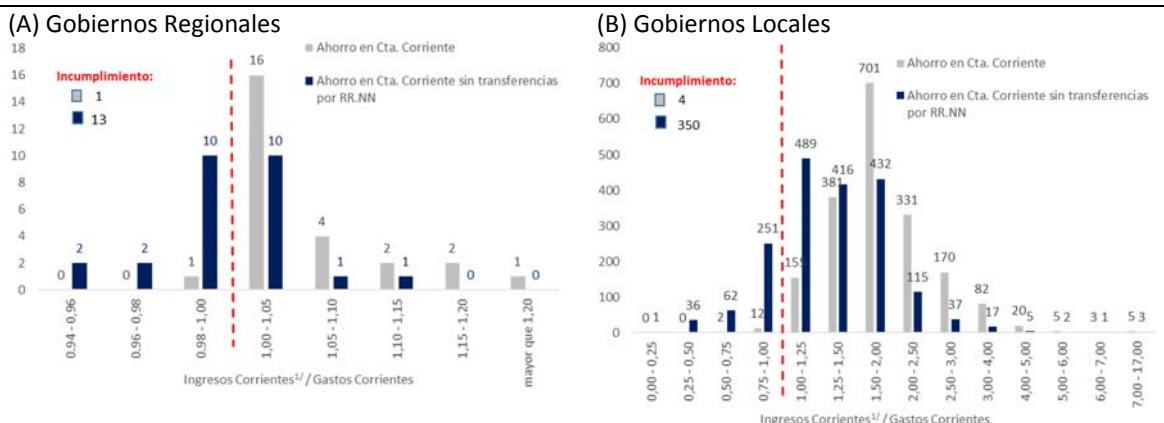 (A) Gobiernos Regionales
18
16
14
12
10
8
6
4
2
0
Incumplimiento:
1
13
Ahorro en Cta. Corriente
Ahorro en Cta. Corriente sin transferencias
por RR.NN
0 2 0 2 1 10 16 10 4 1 2 1 2 0 1 0
0.94 - 0,96
0.96 - 0,98
0.98 - 1,00
1,00 - 1,05
1,05 - 1,10
1,10 - 1,15
1,15 - 1,20
mayor que 1,20
Ingresos Corrientes1/ / Gastos Corrientes
(B) Gobiernos Locales
800
700
600
500
400
300
200
100
0
Incumplimiento:
4
350
Ahorro en Cta. Corriente
Ahorro en Cta. Corriente sin transferencias
por RR.NN
0 1 0 36 2 62 12 251 155 489 381 416 701 432 331 115 170 37 82 17 20 5 5 2 3 1 5 3
0,00 - 0,25
0,25 - 0,50
0,50 - 0,75
0,75 - 1,00
1,00 - 1,25
1,25 - 1,50
1,50 - 2,00
2,00 - 2,50
2,50 - 3,00
3,00 - 4,00
4,00 - 5,00
5,00 - 6,00
6,00 - 7,00
7,00 - 17,00
Ingresos Corrientes1/ / Gastos Corrientes